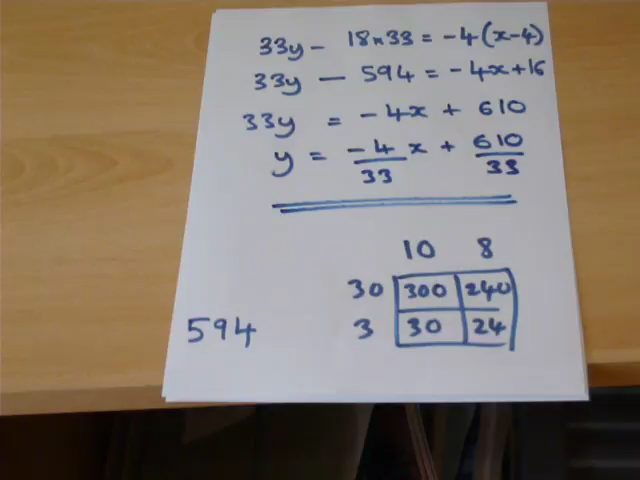 33y - 18×33 = -4(x-4)
33y - 594 = -4x+16
33y = -4x + 610
y = -4/33 x + 610/33
10 8
30 300 240
3 30 24
594